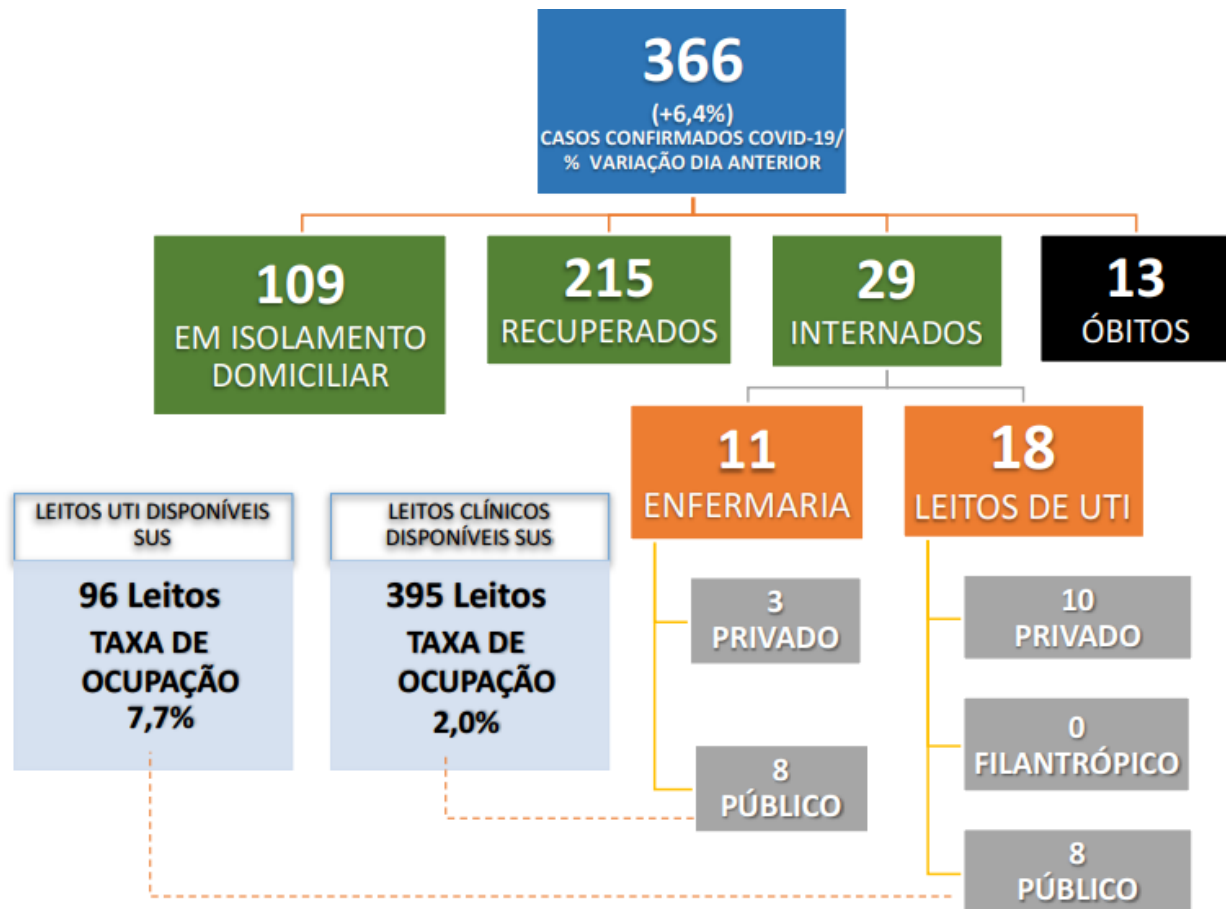 366
(+6,4%)
CASOS CONFIRMADOS COVID-19/
% VARIAÇÃO DIA ANTERIOR
109
EM ISOLAMENTO
DOMICILIAR
215
RECUPERADOS
29
INTERNADOS
13
ÓBITOS
11
ENFERMARIA
18
LEITOS DE UTI
LEITOS UTI DISPONÍVEIS
SUS
96 Leitos
TAXA DE
OCUPAÇÃO
7,7%
LEITOS CLÍNICOS
DISPONÍVEIS SUS
395 Leitos
TAXA DE
OCUPAÇÃO
2,0%
3
PRIVADO
8
PÚBLICO
10
PRIVADO
0
FILANTRÓPICO
8
PÚBLICO